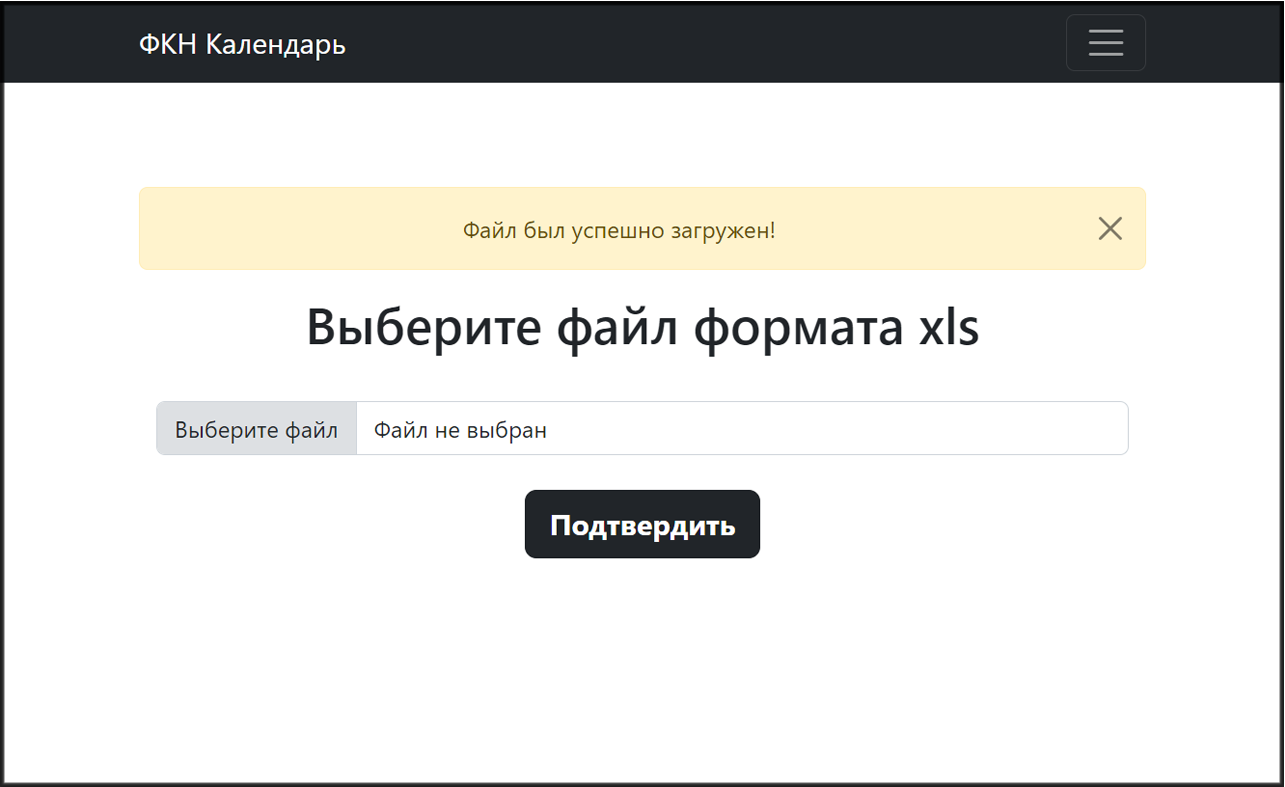 ФКН Календарь
Файл был успешно загружен!
Выберите файл формата xls
Выберите файл Файл не выбран
Подтвердить